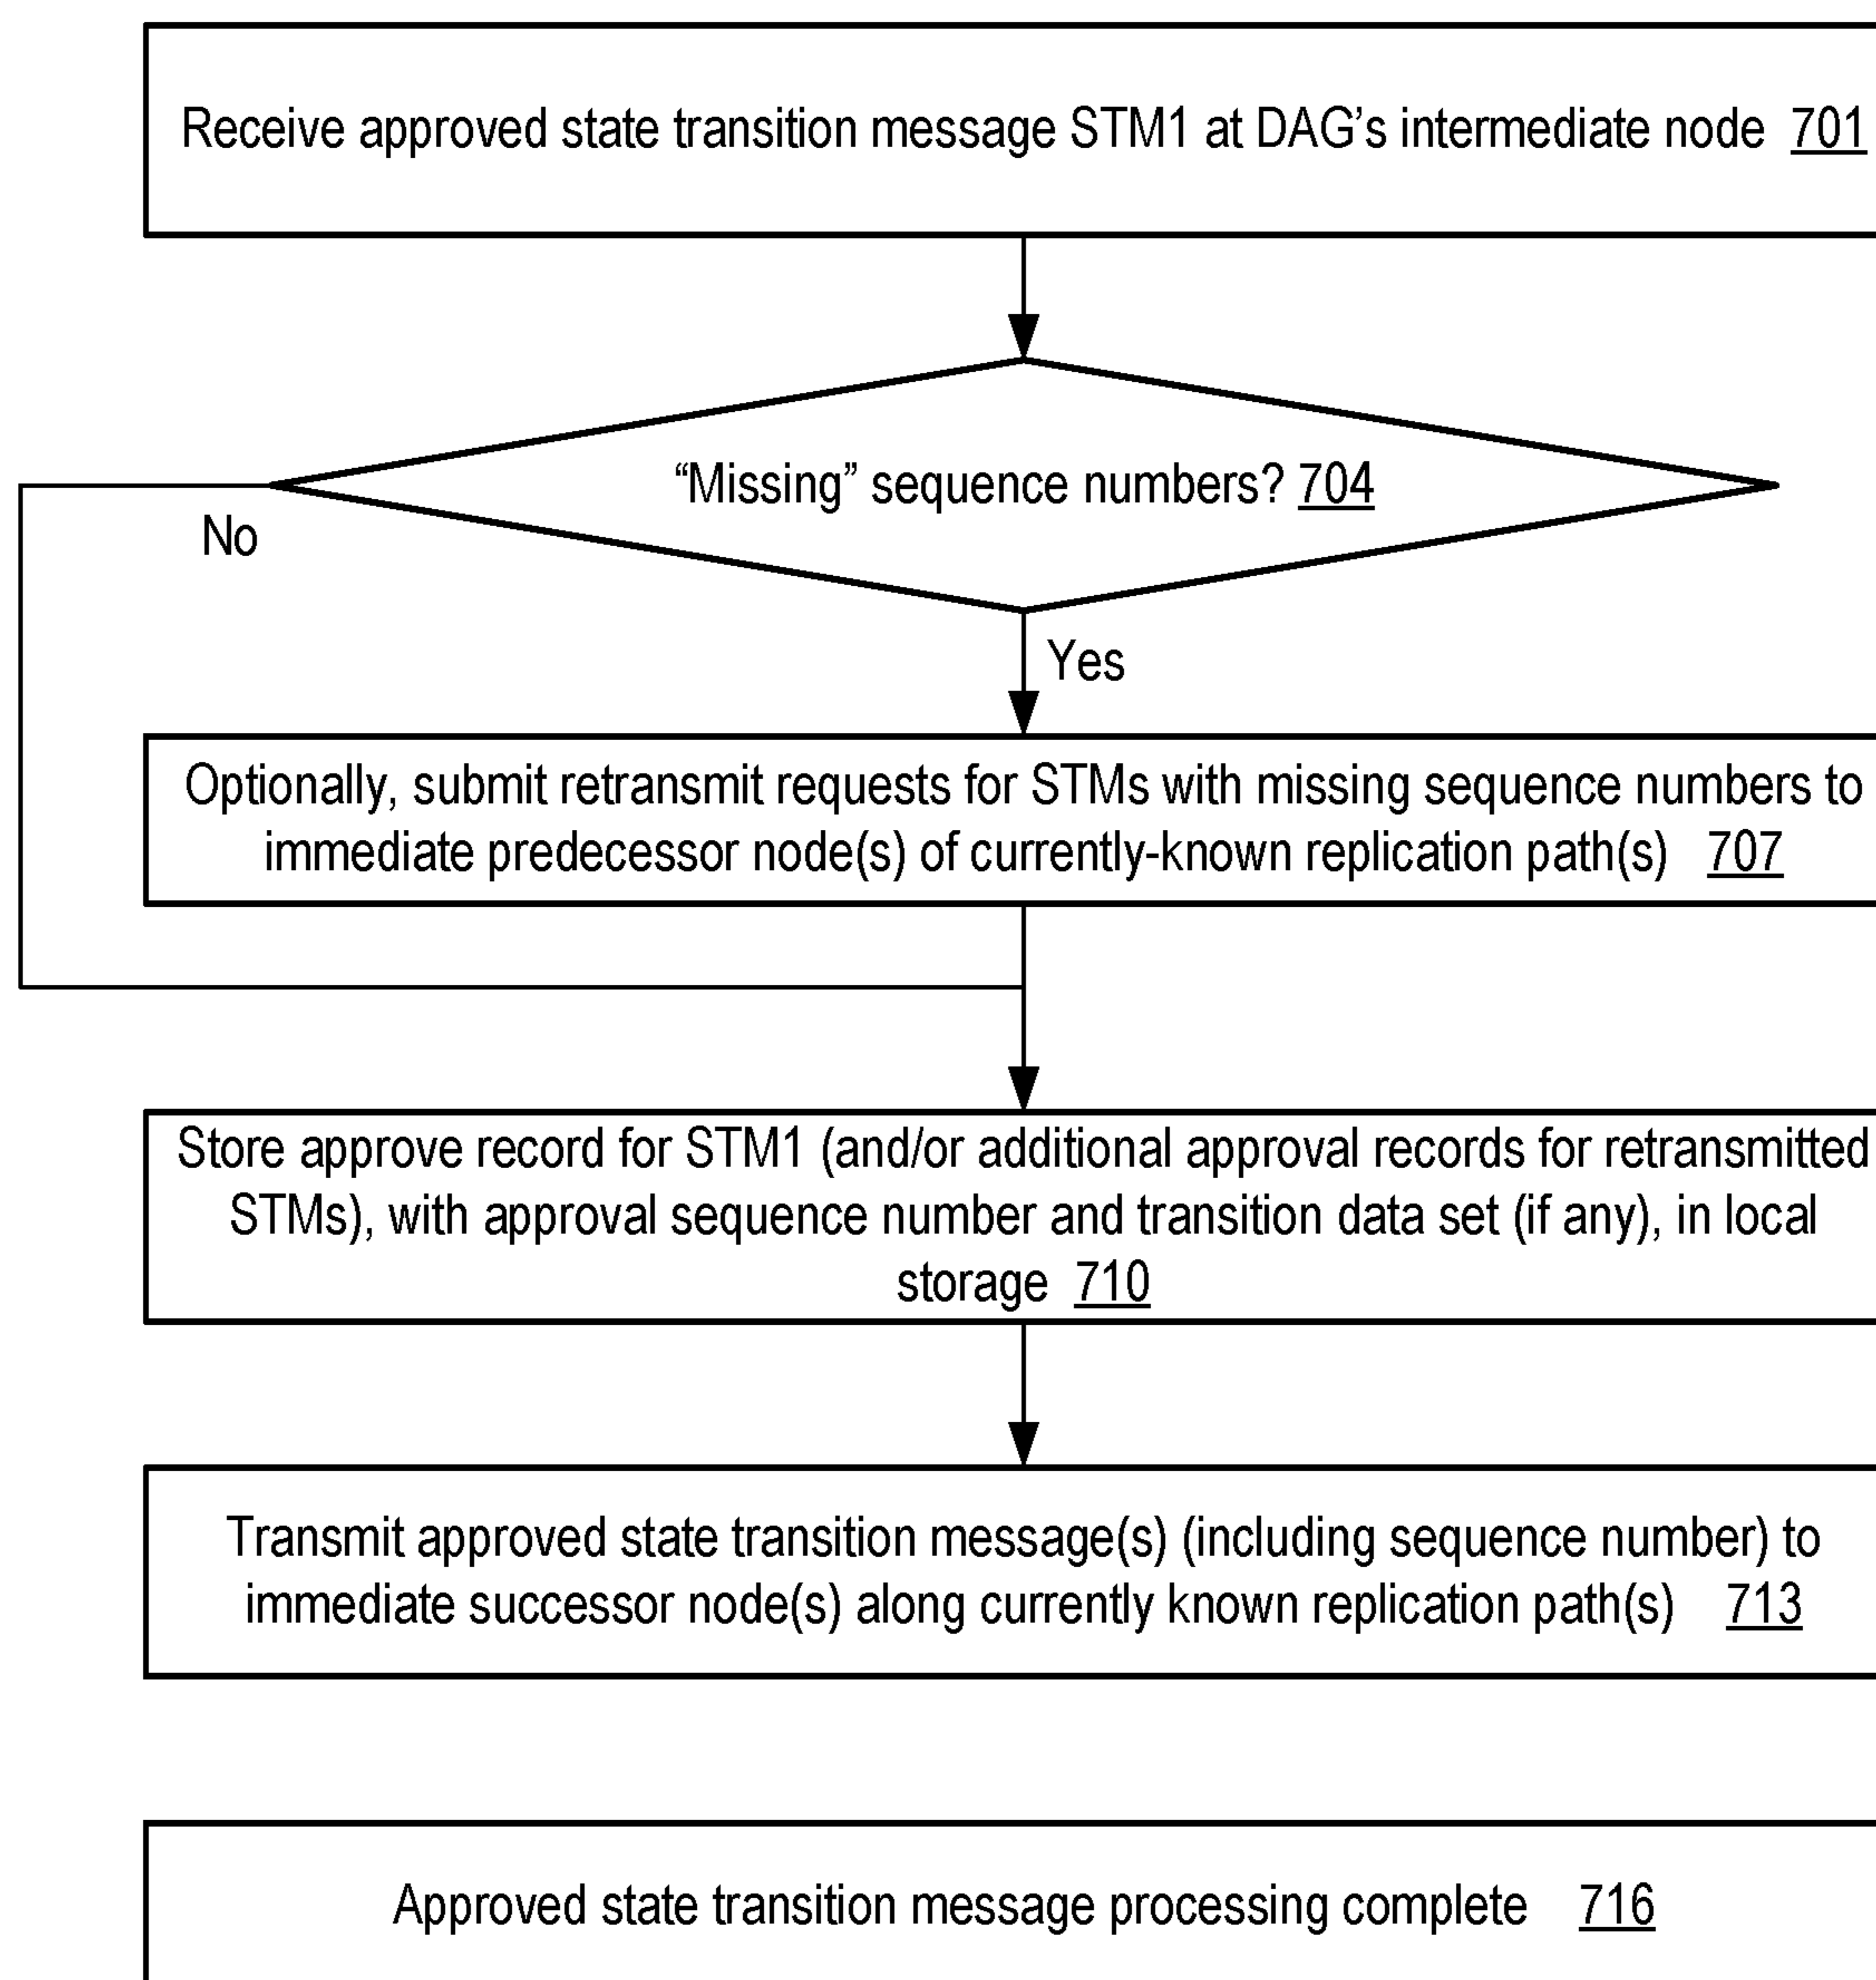 Receive approved state transition message STM1 at DAG’s intermediate node 701
“Missing” sequence numbers? 704
No
Yes
Optionally, submit retransmit requests for STMs with missing sequence numbers to
immediate predecessor node(s) of currently-known replication path(s) 707
Store approve record for STM1 (and/or additional approval records for retransmitted
STMs), with approval sequence number and transition data set (if any), in local
storage 710
Transmit approved state transition message(s) (including sequence number) to
immediate successor node(s) along currently known replication path(s) 713
Approved state transition message processing complete 716